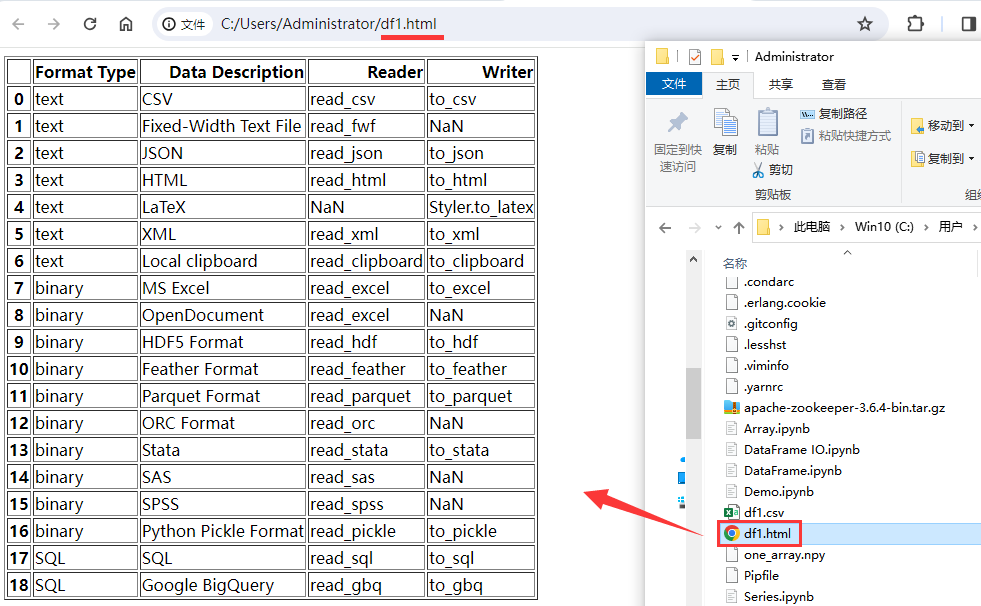 文件 C:/Users/Administrator/df1.html
Format Type Data Description Reader Writer
0 text CSV read_csv to_csv
1 text Fixed-Width Text File read_fwf NaN
2 text JSON read_json to_json
3 text HTML read_html to_html
4 text LaTeX NaN Styler.to_latex
5 text XML read_xml to_xml
6 text Local clipboard read_clipboard to_clipboard
7 binary MS Excel read_excel to_excel
8 binary OpenDocument read_excel NaN
9 binary HDF5 Format read_hdf to_hdf
10 binary Feather Format read_feather to_feather
11 binary Parquet Format read_parquet to_parquet
12 binary ORC Format read_orc NaN
13 binary Stata read_stata to_stata
14 binary SAS read_sas NaN
15 binary SPSS read_spss NaN
16 binary Python Pickle Format read_pickle to_pickle
17 SQL SQL read_sql to_sql
18 SQL Google BigQuery read_gbq to_gbq
Administrator
文件 主页 共享 查看
固定到快
速访问
复制
粘贴
复制路径
粘贴快捷方式
剪切
剪贴板
移动到
复制到
此电脑 Win10 (C:) 用户
名称
.condarc
.erlang.cookie
.gitconfig
.lesshst
.viminfo
.yarnrc
apache-zookeeper-3.6.4-bin.tar.gz
Array.ipynb
DataFrame IO.ipynb
DataFrame.ipynb
Demo.ipynb
df1.csv
df1.html
one_array.npy
Pipfile
Series.ipynb